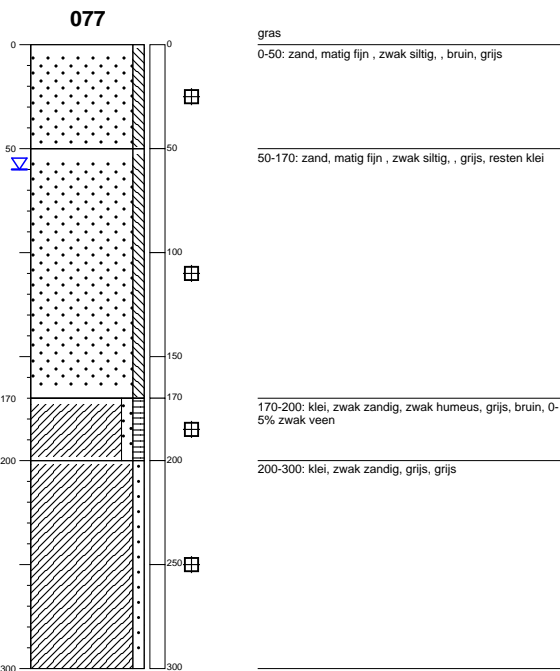 077
gras
0
0
0-50: zand, matig fijn , zwak siltig, , bruin, grijs
50
50
50-170: zand, matig fijn , zwak siltig, , grijs, resten klei
100
150
170
170
170-200: klei, zwak zandig, zwak humeus, grijs, bruin, 0-
5% zwak veen
200
200
200-300: klei, zwak zandig, grijs, grijs
250
300
300